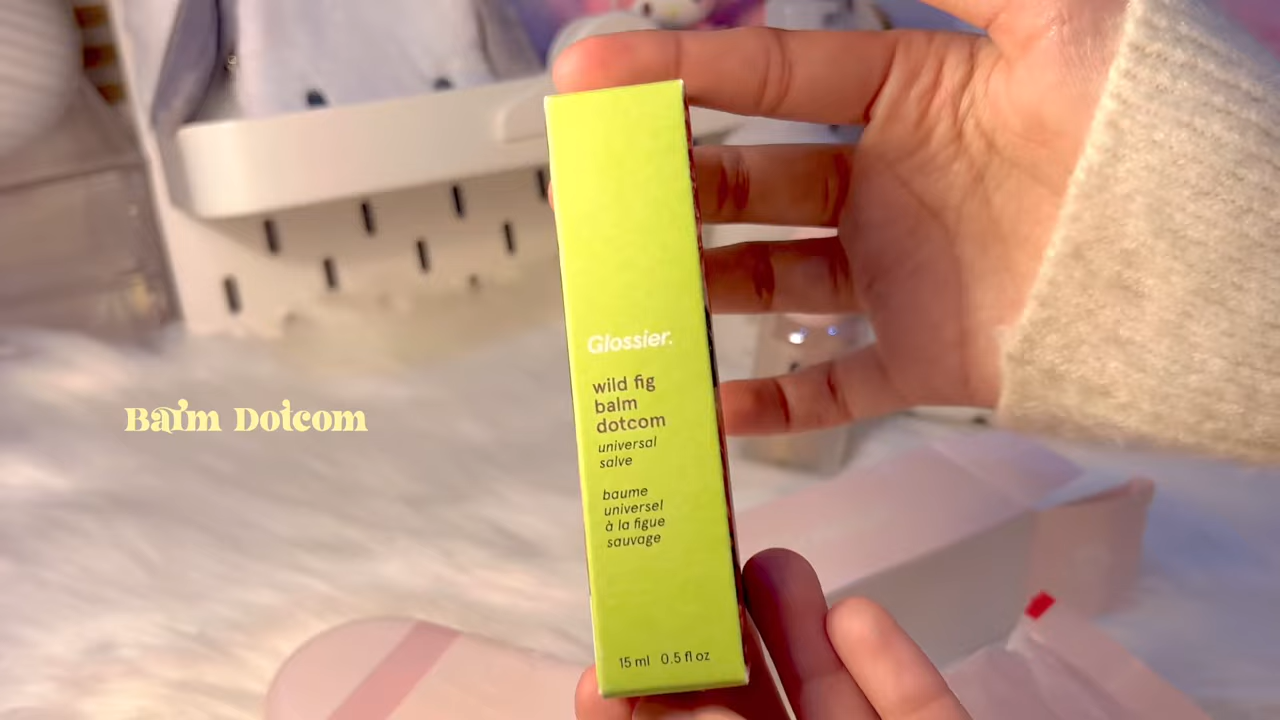 Glossier.
wild fig
balm
dotcom
universal
salve
baume
universel
à la figue
sauvage
15 ml 0.5 fl oz
Balm Dotcom